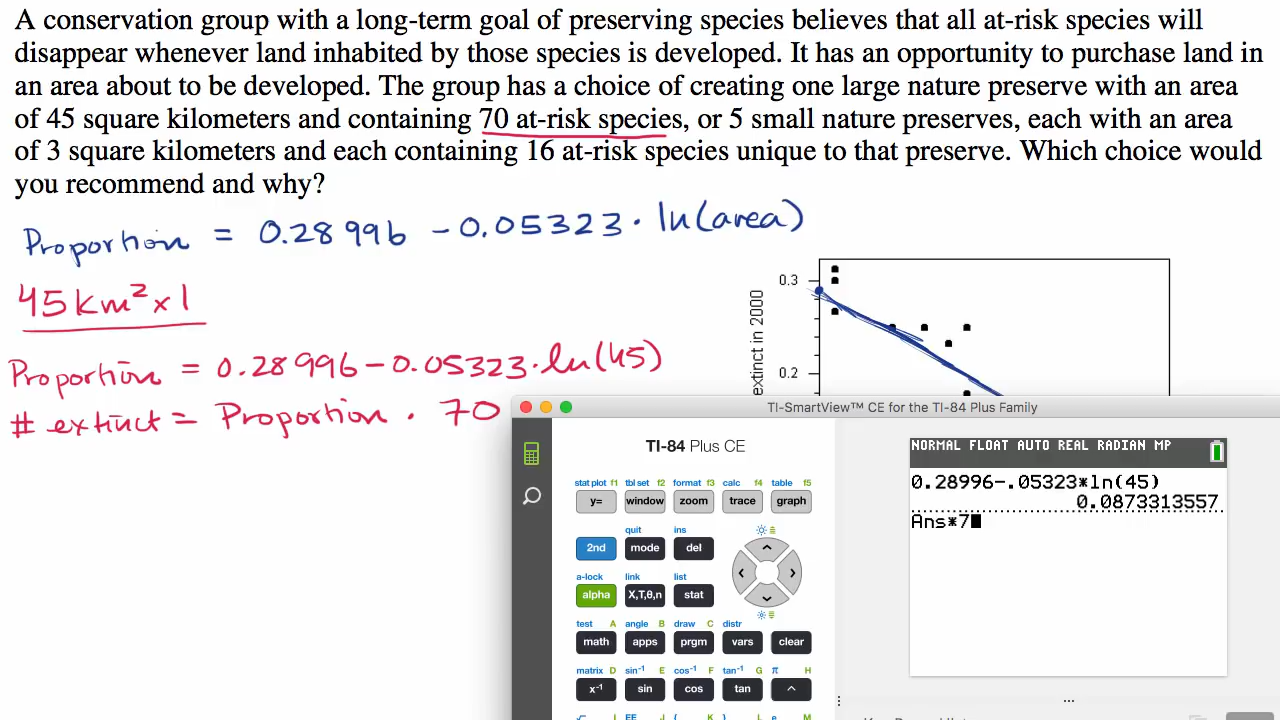 A conservation group with a long-term goal of preserving species believes that all at-risk species will
disappear whenever land inhabited by those species is developed. It has an opportunity to purchase land in
an area about to be developed. The group has a choice of creating one large nature preserve with an area
of 45 square kilometers and containing 70 at-risk species, or 5 small nature preserves, each with an area
of 3 square kilometers and each containing 16 at-risk species unique to that preserve. Which choice would
you recommend and why?
Proportion = 0.28996 - 0.05323 · ln(area)
45 km² x 1
Proportion = 0.28996 - 0.05323 · ln(45)
# extinct = Proportion · 70
0.3
0.2
extinct in 2000
TI-SmartView™ CE for the TI-84 Plus Family
TI-84 Plus CE
stat plot f1 tbl set f2 format f3 calc f4 table f5
y= window zoom trace graph
quit ins
2nd mode del
a-lock link list
alpha X,T,θ,n stat
test A angle B draw C distr
math apps prgm vars clear
matrix D sin⁻¹ E cos⁻¹ F tan⁻¹ G π H
x⁻¹ sin cos tan ^
NORMAL FLOAT AUTO REAL RADIAN MP
0.28996-.05323*ln(45)
0.0873313557
Ans*7